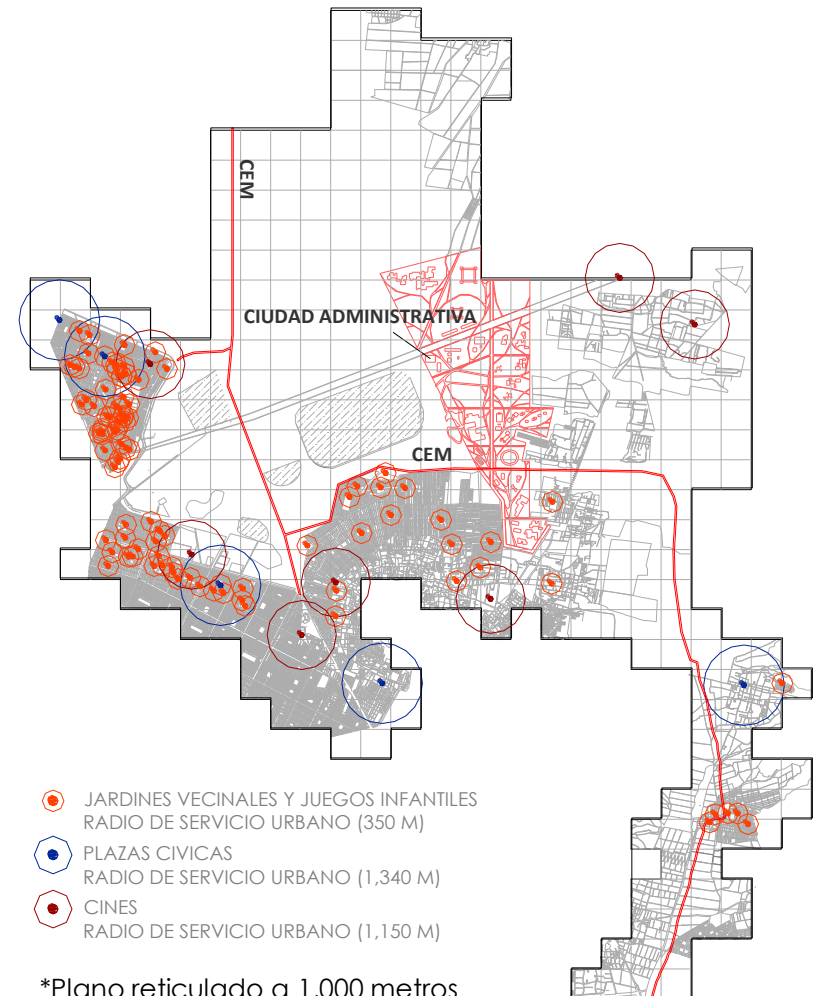 CEM
CIUDAD ADMINISTRATIVA
CEM
JARDINES VECINALES Y JUEGOS INFANTILES
RADIO DE SERVICIO URBANO (350 M)
PLAZAS CIVICAS
RADIO DE SERVICIO URBANO (1,340 M)
CINES
RADIO DE SERVICIO URBANO (1,150 M)
*Plano reticulado a 1,000 metros